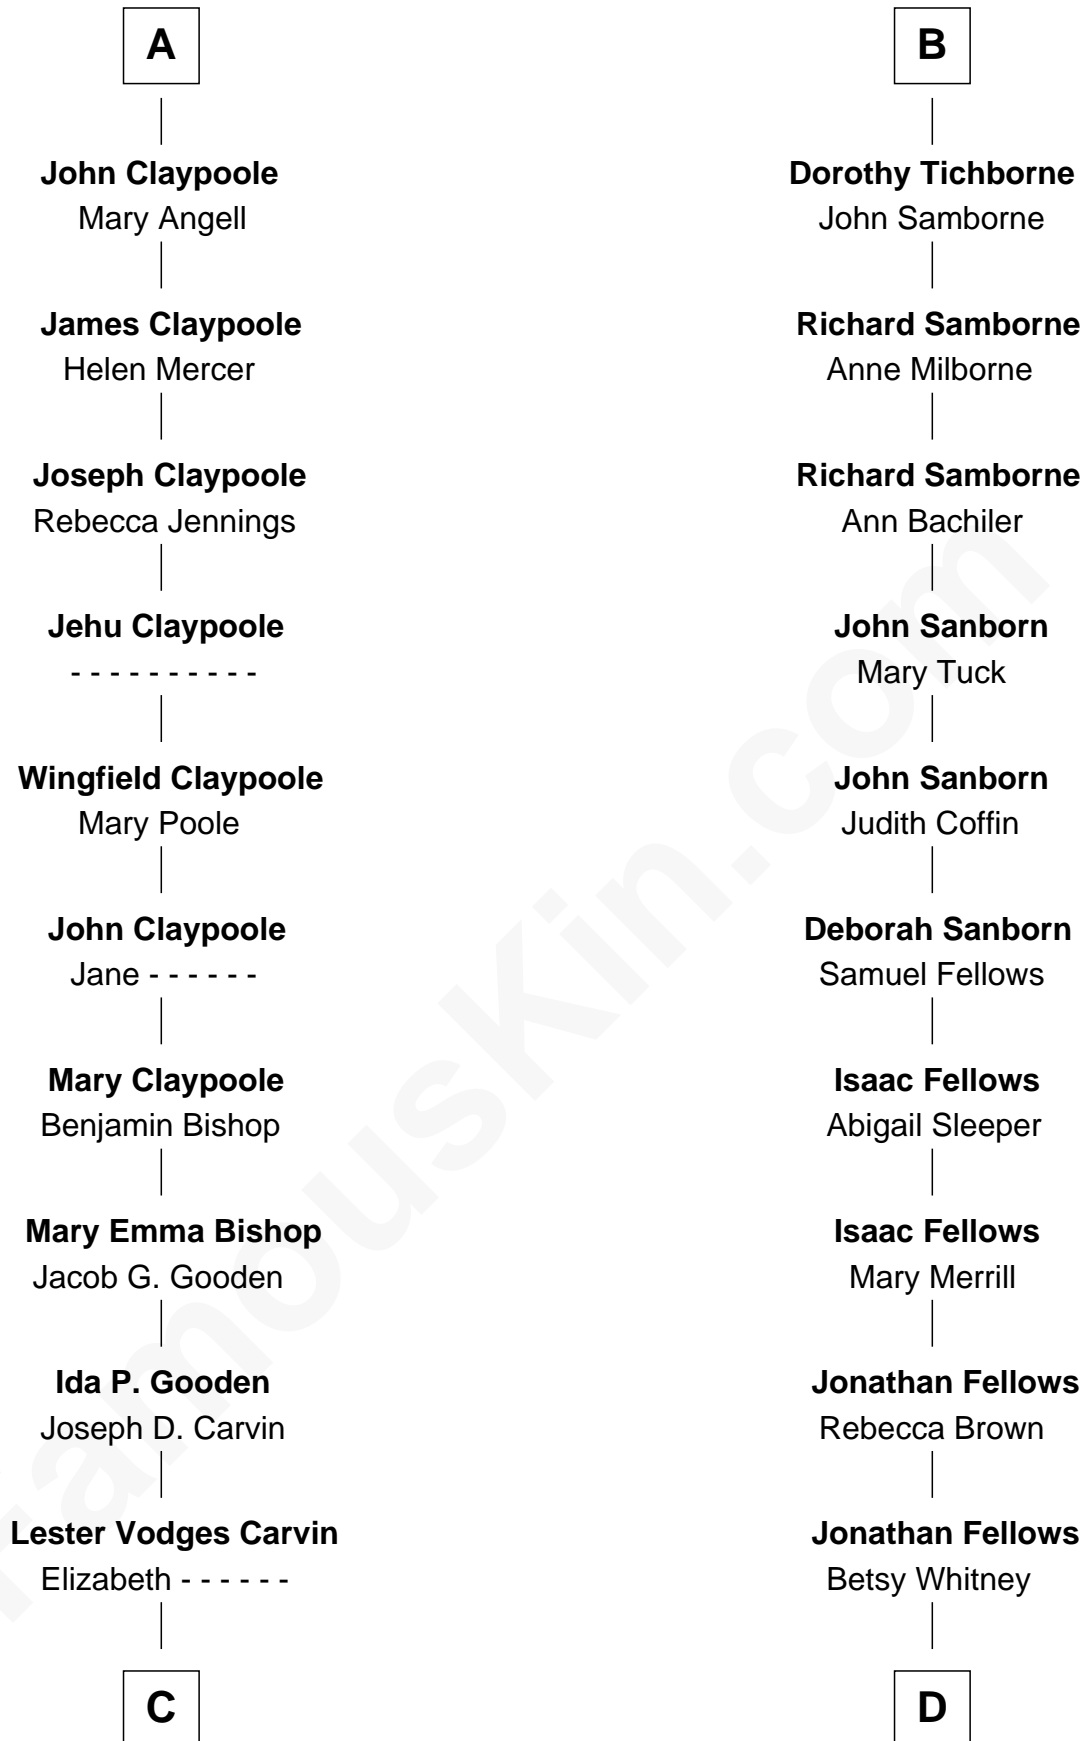 A
John Claypoole
Mary Angell
James Claypoole
Helen Mercer
Joseph Claypoole
Rebecca Jennings
Jehu Claypoole
- - - - - - - - - -
Wingfield Claypoole
Mary Poole
John Claypoole
Jane - - - - - -
Mary Claypoole
Benjamin Bishop
Mary Emma Bishop
Jacob G. Gooden
Ida P. Gooden
Joseph D. Carvin
Lester Vodges Carvin
Elizabeth - - - - - -
C
B
Dorothy Tichborne
John Samborne
Richard Samborne
Anne Milborne
Richard Samborne
Ann Bachiler
John Sanborn
Mary Tuck
John Sanborn
Judith Coffin
Deborah Sanborn
Samuel Fellows
Isaac Fellows
Abigail Sleeper
Isaac Fellows
Mary Merrill
Jonathan Fellows
Rebecca Brown
Jonathan Fellows
Betsy Whitney
D
FamousKin.com